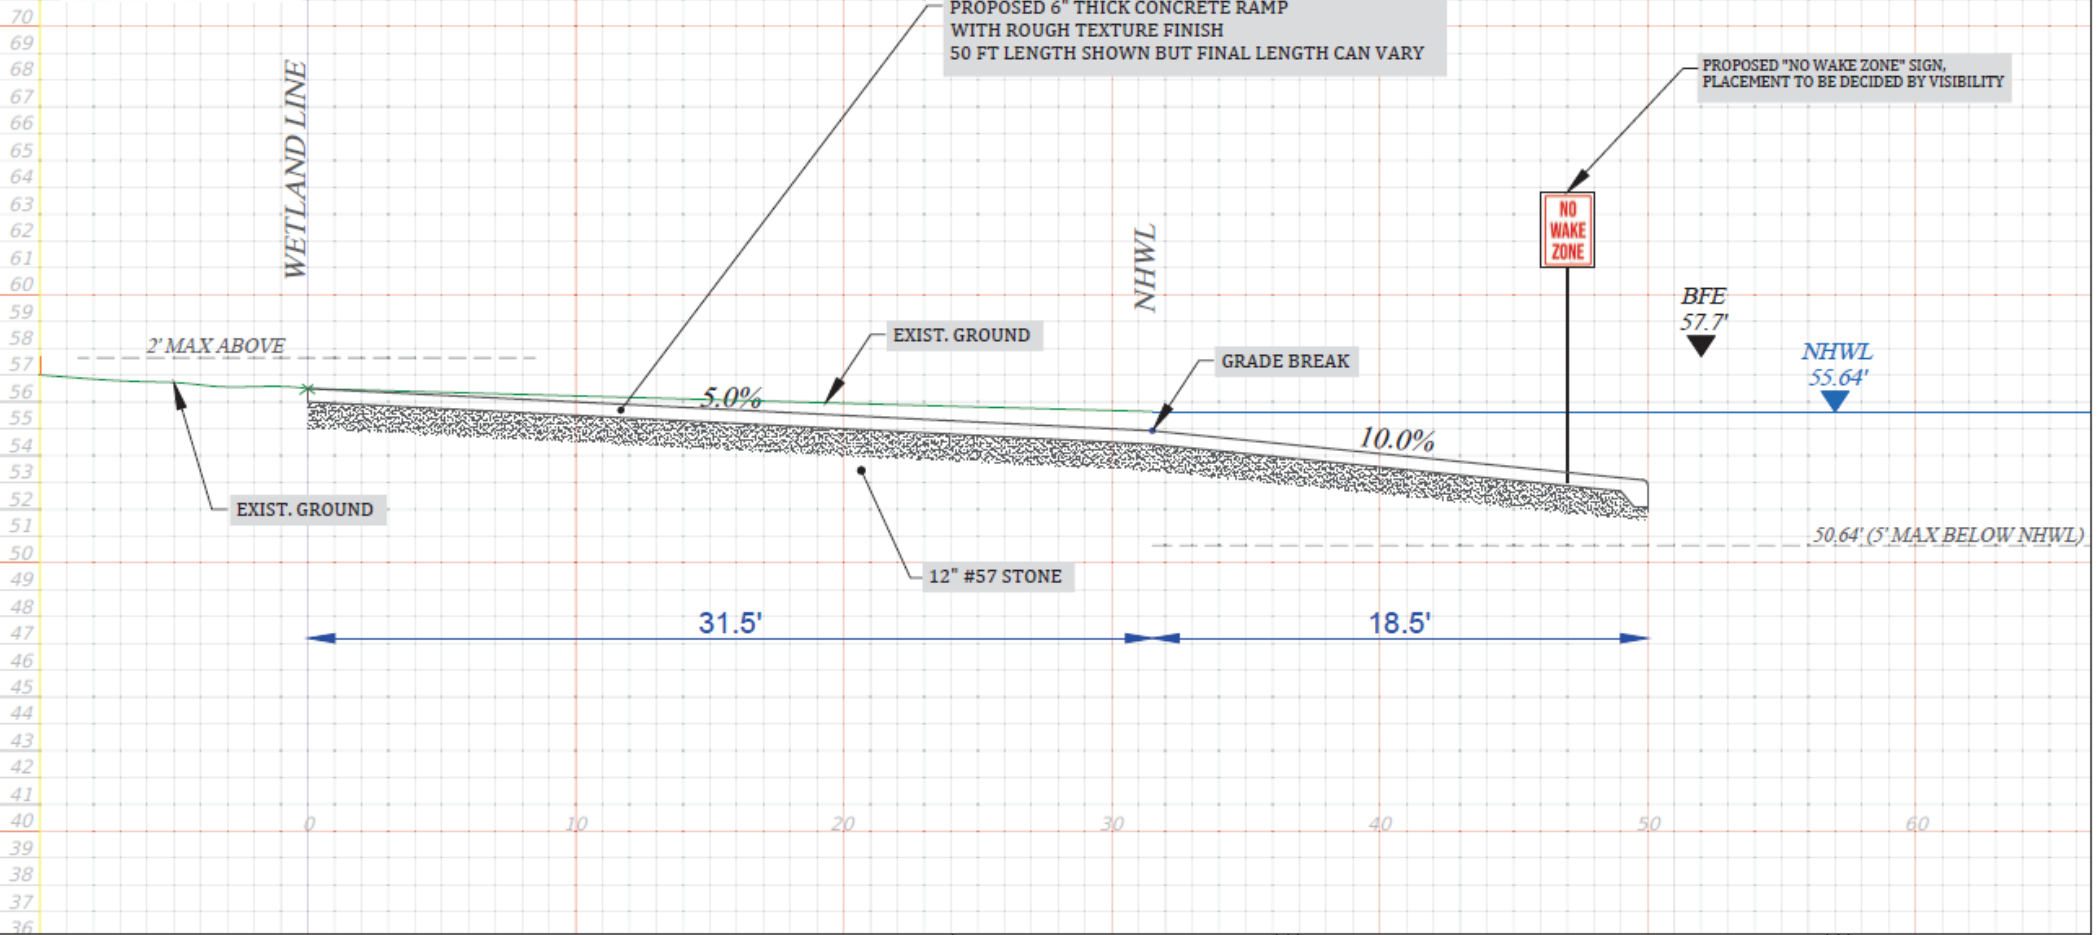 PROPOSED 6" THICK CONCRETE RAMP
WITH ROUGH TEXTURE FINISH
50 FT LENGTH SHOWN BUT FINAL LENGTH CAN VARY
PROPOSED "NO WAKE ZONE" SIGN,
PLACEMENT TO BE DECIDED BY VISIBILITY
WETLAND LINE
NHWL
NO
WAKE
ZONE
BFE
57.7'
NHWL
55.64'
2' MAX ABOVE
EXIST. GROUND
GRADE BREAK
5.0%
10.0%
EXIST. GROUND
50.64' (5' MAX BELOW NHWL)
12" #57 STONE
31.5'
18.5'
70
69
68
67
66
65
64
63
62
61
60
59
58
57
56
55
54
53
52
51
50
49
48
47
46
45
44
43
42
41
40
39
38
37
36
0
10
20
30
40
50
60